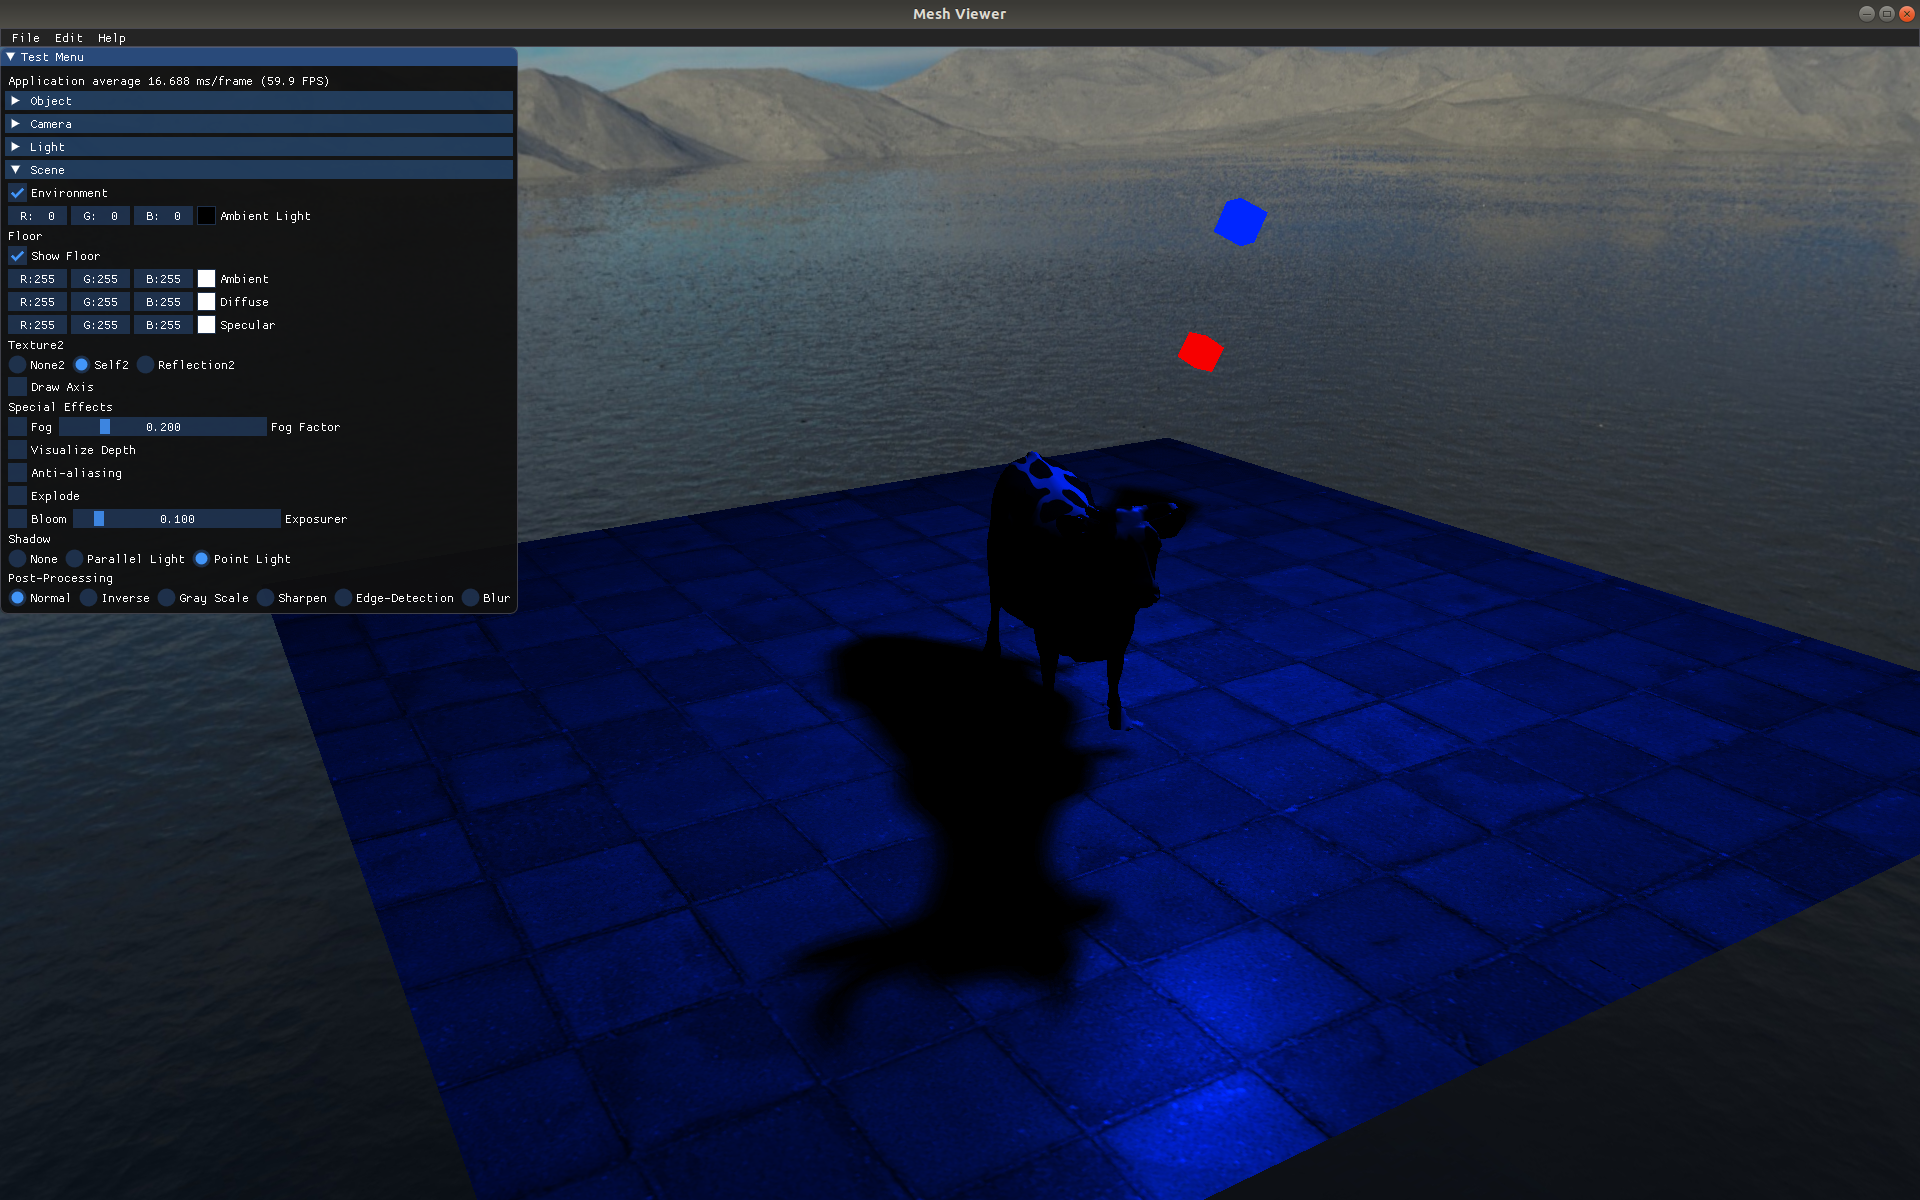 Mesh Viewer
File Edit Help
Test Menu
Application average 16.688 ms/frame (59.9 FPS)
Object
Camera
Light
Scene
Environment
R: 0 G: 0 B: 0 Ambient Light
Floor
Show Floor
R:255 G:255 B:255 Ambient
R:255 G:255 B:255 Diffuse
R:255 G:255 B:255 Specular
Texture2
None2 Self2 Reflection2
Draw Axis
Special Effects
Fog 0.200 Fog Factor
Visualize Depth
Anti-aliasing
Explode
Bloom 0.100 Exposurer
Shadow
None Parallel Light Point Light
Post-Processing
Normal Inverse Gray Scale Sharpen Edge-Detection Blur